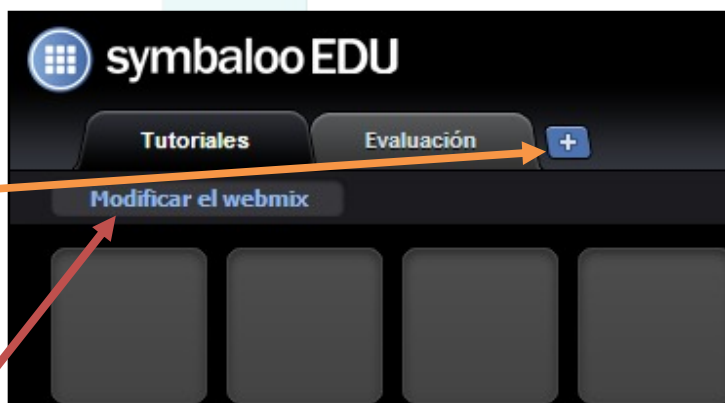 symbaloo EDU
Tutoriales Evaluación +
Modificar el webmix